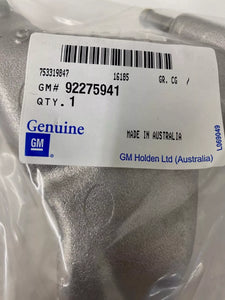 753319847 16185 GR. CG /
GM# 92275941
QTY. 1
Genuine
MADE IN AUSTRALIA
GM
GM Holden Ltd (Australia)
L069049